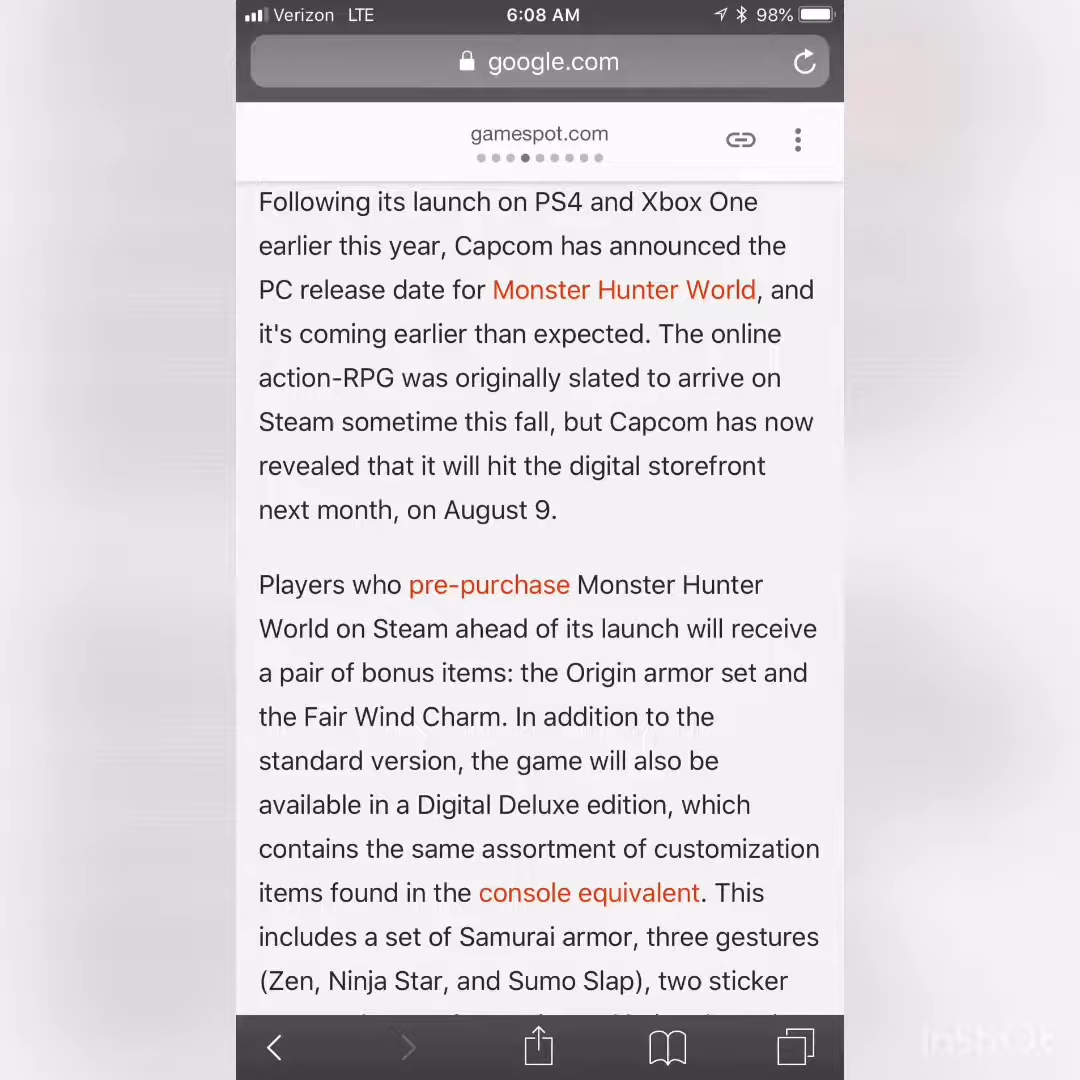 Verizon LTE 6:08 AM 98%
google.com
gamespot.com
Following its launch on PS4 and Xbox One
earlier this year, Capcom has announced the
PC release date for Monster Hunter World, and
it's coming earlier than expected. The online
action-RPG was originally slated to arrive on
Steam sometime this fall, but Capcom has now
revealed that it will hit the digital storefront
next month, on August 9.
Players who pre-purchase Monster Hunter
World on Steam ahead of its launch will receive
a pair of bonus items: the Origin armor set and
the Fair Wind Charm. In addition to the
standard version, the game will also be
available in a Digital Deluxe edition, which
contains the same assortment of customization
items found in the console equivalent. This
includes a set of Samurai armor, three gestures
(Zen, Ninja Star, and Sumo Slap), two sticker
InShOt